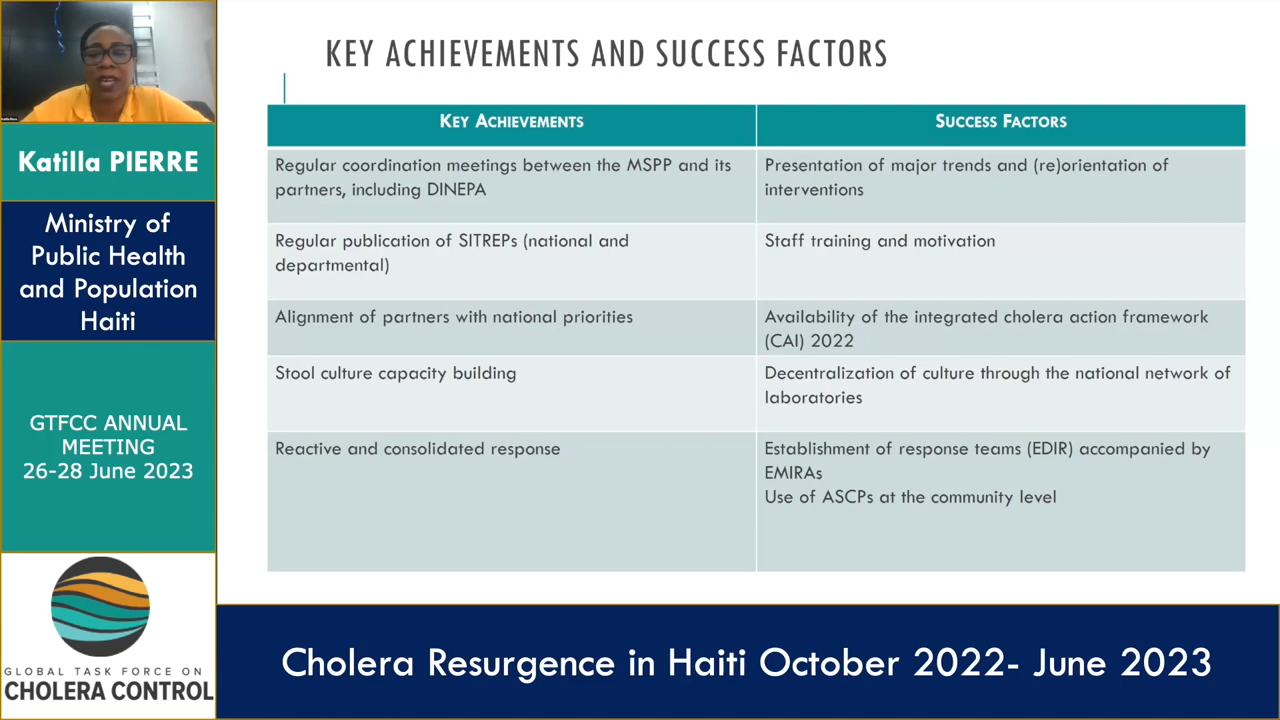 KEY ACHIEVEMENTS AND SUCCESS FACTORS
KEY ACHIEVEMENTS
SUCCESS FACTORS
Regular coordination meetings between the MSPP and its
partners, including DINEPA
Presentation of major trends and (re)orientation of
interventions
Regular publication of SITREPs (national and
departmental)
Staff training and motivation
Alignment of partners with national priorities
Availability of the integrated cholera action framework
(CAI) 2022
Stool culture capacity building
Decentralization of culture through the national network of
laboratories
Reactive and consolidated response
Establishment of response teams (EDIR) accompanied by
EMIRAs
Use of ASCPs at the community level
Katilla PIERRE
Ministry of
Public Health
and Population
Haiti
GTFCC ANNUAL
MEETING
26-28 June 2023
GLOBAL TASK FORCE ON
CHOLERA CONTROL
Cholera Resurgence in Haiti October 2022- June 2023